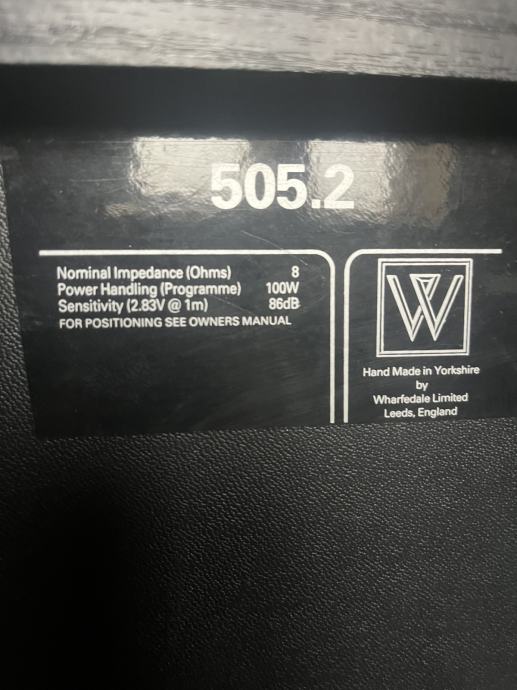 505.2
Nominal Impedance (Ohms) 8
Power Handling (Programme) 100W
Sensitivity (2.83V @ 1m) 86dB
FOR POSITIONING SEE OWNERS MANUAL
W
Hand Made in Yorkshire
by
Wharfedale Limited
Leeds, England